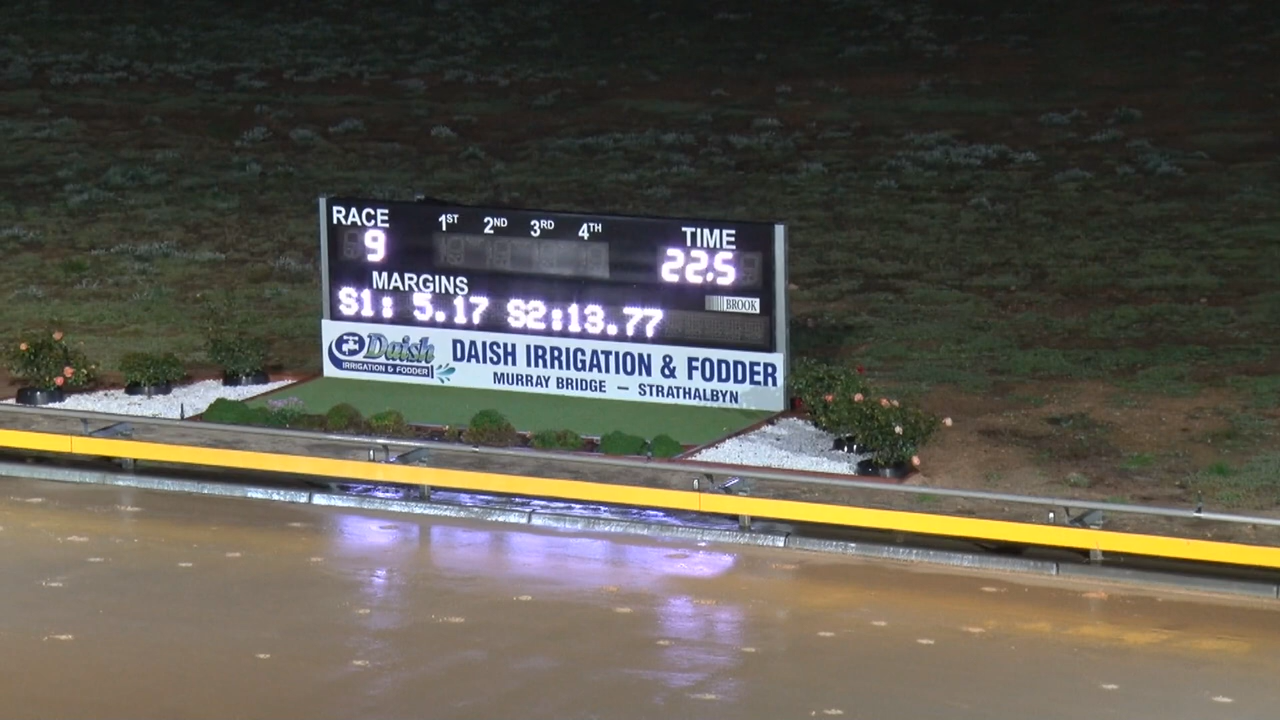 RACE 1ST 2ND 3RD 4TH TIME
9 22.5
MARGINS
BROOK
S1: 5.17 S2:13.77
Daish
IRRIGATION & FODDER
DAISH IRRIGATION & FODDER
MURRAY BRIDGE — STRATHALBYN